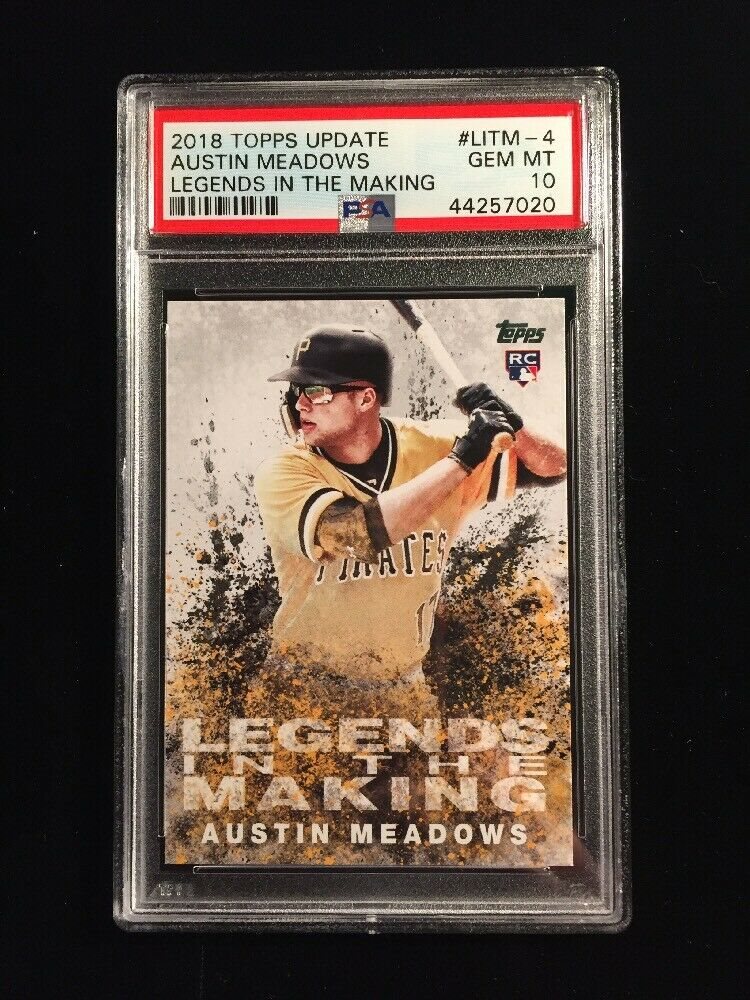 2018 TOPPS UPDATE #LITM-4
AUSTIN MEADOWS GEM MT
LEGENDS IN THE MAKING 10
PSA 44257020
Topps
RC
P
PIRATES
LEGENDS
IN THE
MAKING
AUSTIN MEADOWS